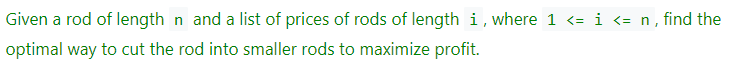 Given a rod of length n and a list of prices of rods of length i, where 1 <= i <= n, find the
optimal way to cut the rod into smaller rods to maximize profit.